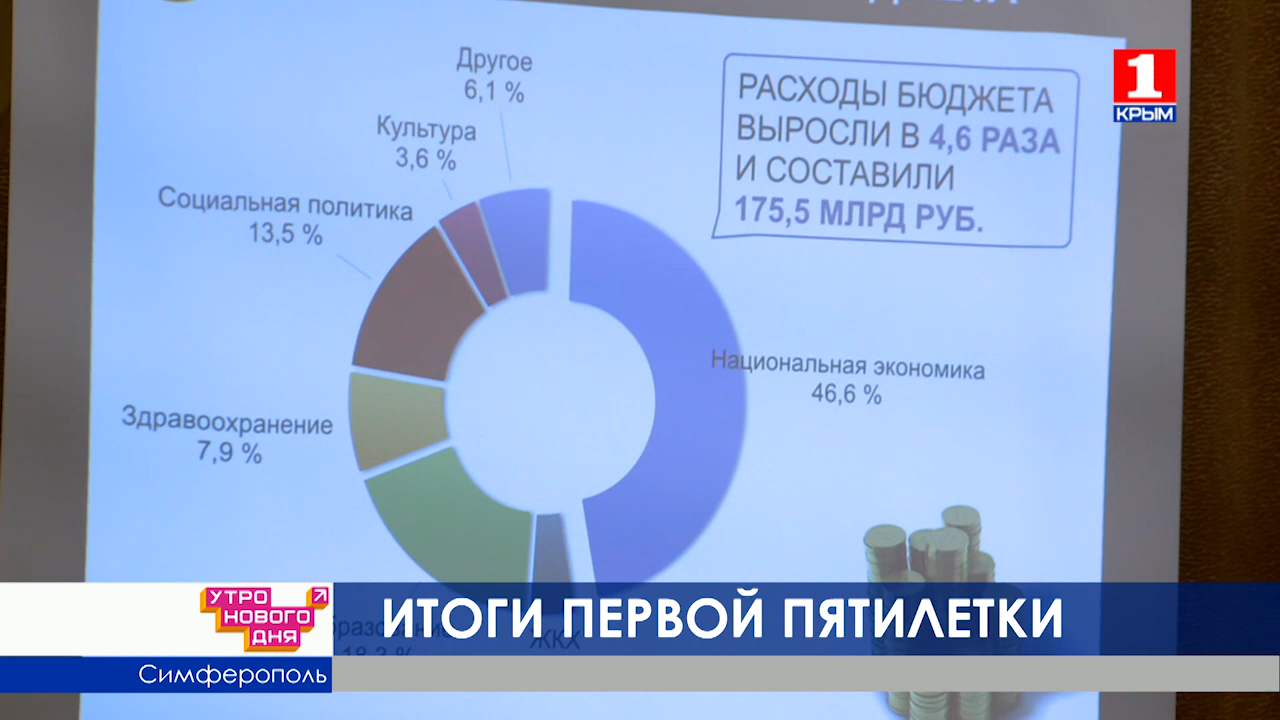 Другое
6,1 %
Культура
3,6 %
Социальная политика
13,5 %
Здравоохранение
7,9 %
РАСХОДЫ БЮДЖЕТА
ВЫРОСЛИ В 4,6 РАЗА
И СОСТАВИЛИ
175,5 МЛРД РУБ.
1
КРЫМ
Национальная экономика
46,6 %
ЖКХ
УТРО
НОВОГО
ДНЯ
ИТОГИ ПЕРВОЙ ПЯТИЛЕТКИ
Симферополь